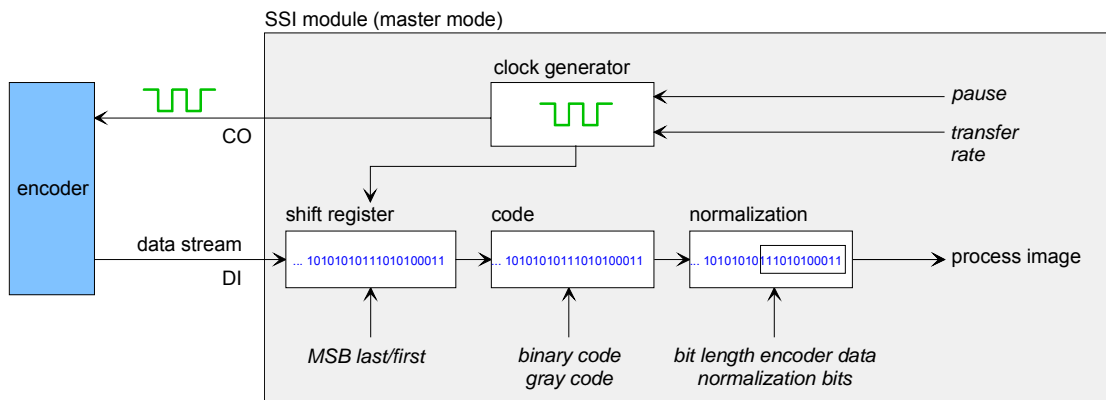 SSI module (master mode)
clock generator
pause
CO
transfer
rate
encoder
shift register
code
normalization
data stream
... 10101010111010100011
... 10101010111010100011
... 10101010111010100011
process image
DI
MSB last/first
binary code
gray code
bit length encoder data
normalization bits